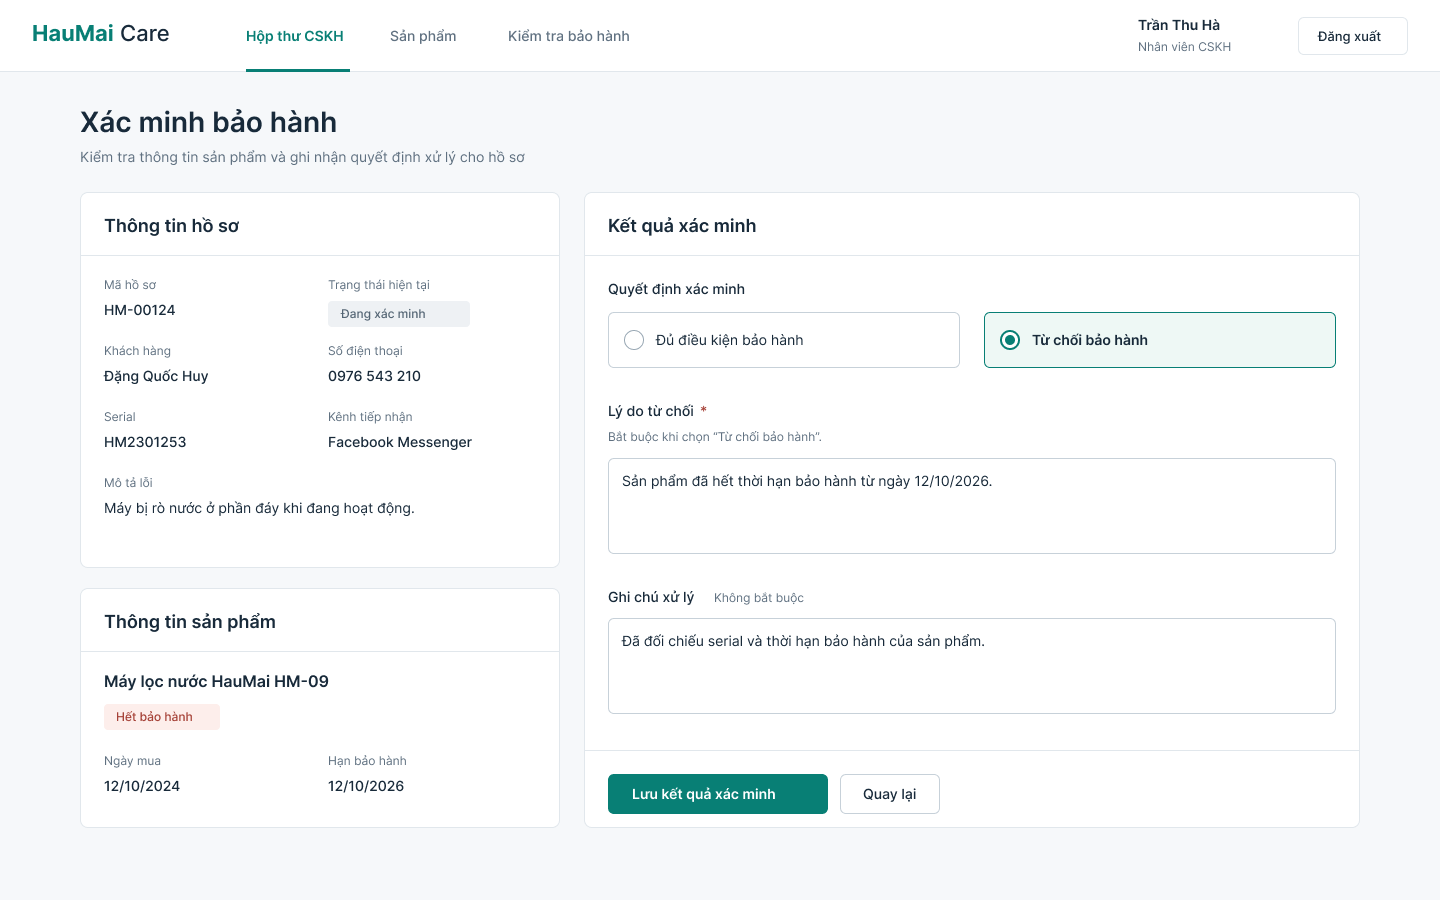 HauMai Care
Hộp thư CSKH
Sản phẩm
Kiểm tra bảo hành
Trần Thu Hà
Nhân viên CSKH
Đăng xuất
Xác minh bảo hành
Kiểm tra thông tin sản phẩm và ghi nhận quyết định xử lý cho hồ sơ
Thông tin hồ sơ
Mã hồ sơ
HM-00124
Trạng thái hiện tại
Đang xác minh
Khách hàng
Đặng Quốc Huy
Số điện thoại
0976 543 210
Serial
HM2301253
Kênh tiếp nhận
Facebook Messenger
Mô tả lỗi
Máy bị rò nước ở phần đáy khi đang hoạt động.
Thông tin sản phẩm
Máy lọc nước HauMai HM-09
Hết bảo hành
Ngày mua
12/10/2024
Hạn bảo hành
12/10/2026
Kết quả xác minh
Quyết định xác minh
Đủ điều kiện bảo hành
Từ chối bảo hành
Lý do từ chối *
Bắt buộc khi chọn “Từ chối bảo hành”.
Sản phẩm đã hết thời hạn bảo hành từ ngày 12/10/2026.
Ghi chú xử lý Không bắt buộc
Đã đối chiếu serial và thời hạn bảo hành của sản phẩm.
Lưu kết quả xác minh
Quay lại